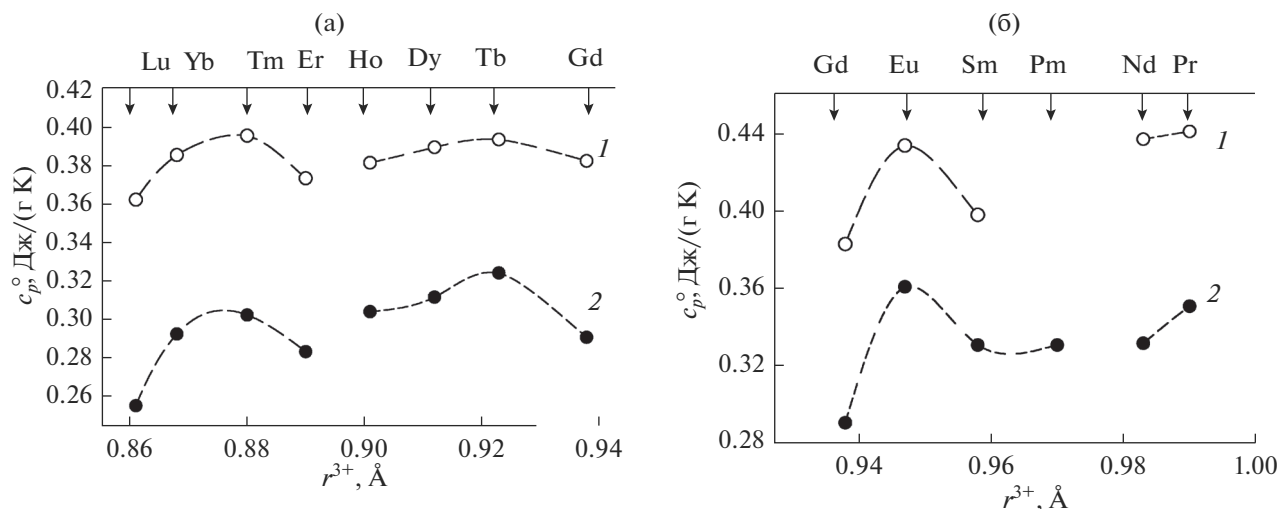 (а)
Lu Yb Tm Er Ho Dy Tb Gd
0.42
0.40
0.38
0.36
0.32
0.32
0.30
0.28
0.26
c_p°, Дж/(г К)
1
2
0.86 0.88 0.90 0.92 0.94
r³⁺, Å
(б)
Gd Eu Sm Pm Nd Pr
0.44
0.40
0.36
0.32
0.28
c_p°, Дж/(г К)
1
2
0.94 0.96 0.98 1.00
r³⁺, Å